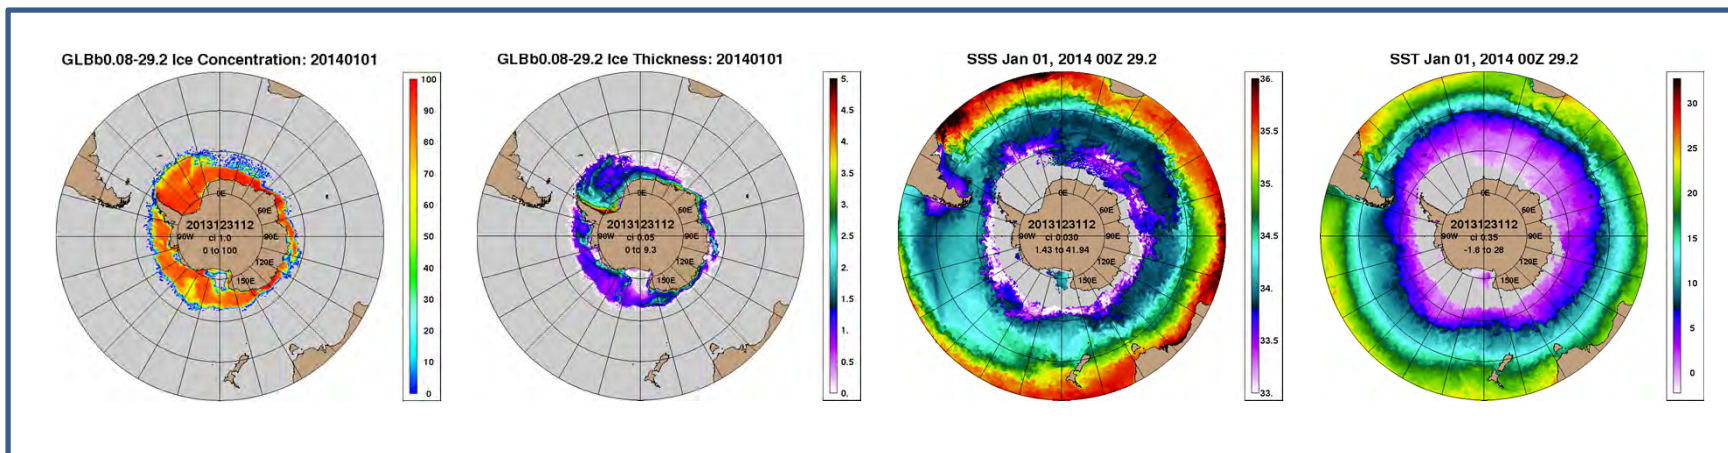 GLBb0.08-29.2 Ice Concentration: 20140101
100
90
80
70
60
50
40
30
20
10
0
0E
60E
90W
90E
120E
150E
2013123112
ci 1.0
0 to 100
GLBb0.08-29.2 Ice Thickness: 20140101
5.
4.5
4.
3.5
3.
2.5
2.
1.5
1.
0.5
0.
0E
60E
90W
90E
120E
150E
2013123112
ci 0.05
0 to 9.3
SSS Jan 01, 2014 00Z 29.2
36.
35.5
35.
34.5
34.
33.5
33.
0E
60E
90W
90E
120E
150E
2013123112
ci 0.030
1.43 to 41.94
SST Jan 01, 2014 00Z 29.2
30
25
20
15
10
5
0
0E
60E
90W
90E
120E
150E
2013123112
ci 0.35
-1.8 to 28